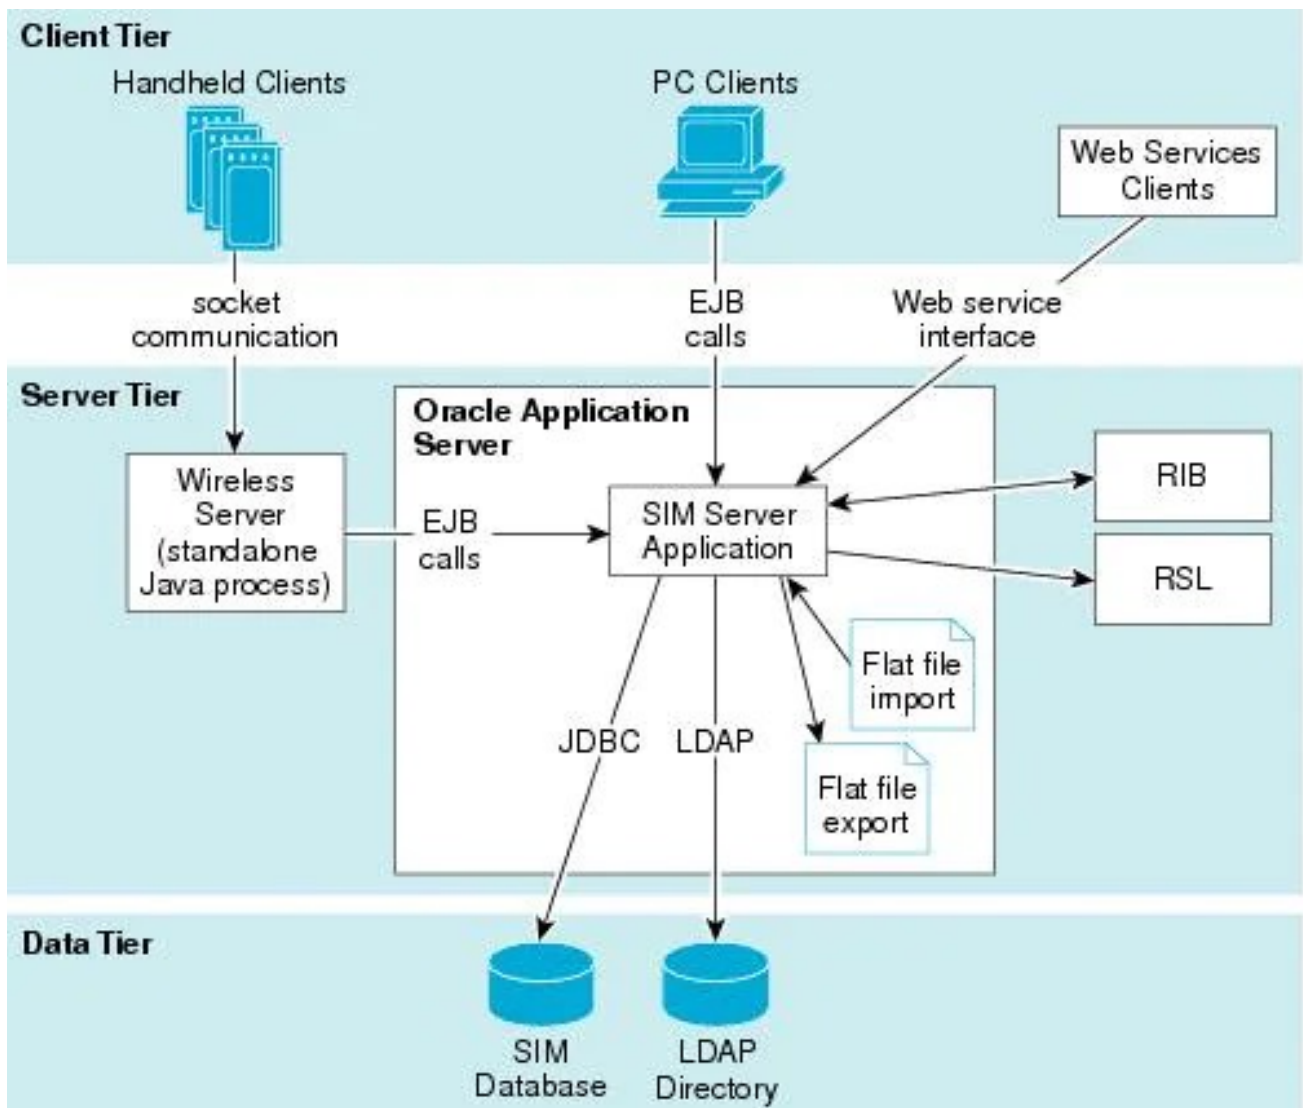 Client Tier
Handheld Clients
PC Clients
Web Services
Clients
socket
communication
EJB
calls
Web service
interface
Server Tier
Oracle Application
Server
Wireless
Server
(standalone
Java process)
EJB
calls
SIM Server
Application
RIB
RSL
Flat file
import
JDBC
LDAP
Flat file
export
Data Tier
SIM
Database
LDAP
Directory